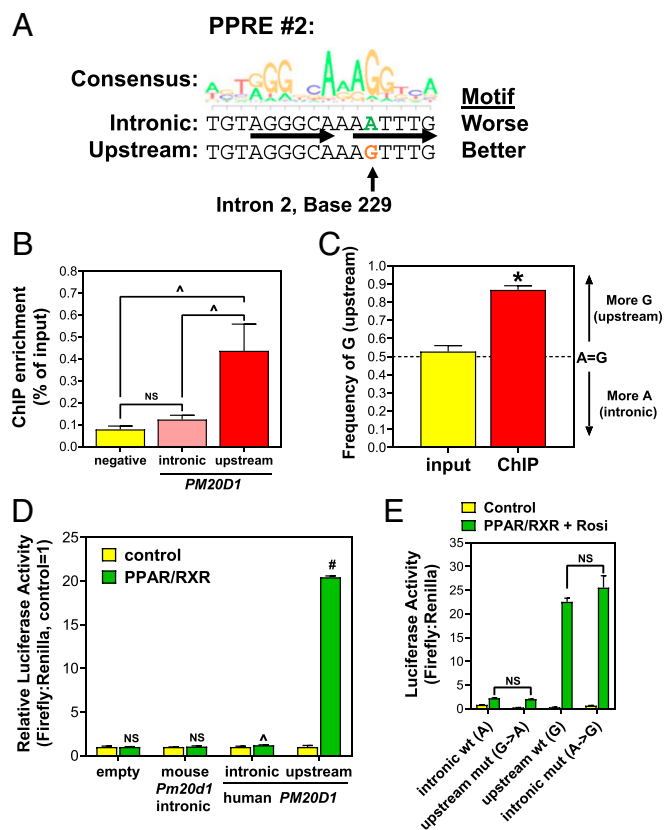 A
PPRE #2:
Consensus:
Motif
Intronic: TGTAGGGCAAAATTTG Worse
Upstream: TGTAGGGCAAAGTTTG Better
Intron 2, Base 229
B
ChIP enrichment
(% of input)
0.8
0.7
0.6
0.5
0.4
0.3
0.2
0.1
0.0
^
^
NS
negative intronic upstream
PM20D1
C
Frequency of G (upstream)
1.0
0.9
0.8
0.7
0.6
0.5
0.4
0.3
0.2
0.1
0.0
*
More G
(upstream)
A=G
More A
(intronic)
input ChIP
D
Relative Luciferase Activity
(Firefly:Renilla, control=1)
25
20
15
10
5
0
control
PPAR/RXR
NS
NS
^
#
empty mouse intronic upstream
Pm20d1
intronic
human PM20D1
E
Control
PPAR/RXR + Rosi
Luciferase Activity
(Firefly:Renilla)
35
30
25
20
15
10
5
0
NS
NS
intronic wt (A)
upstream mut (G->A)
upstream wt (G)
intronic mut (A->G)